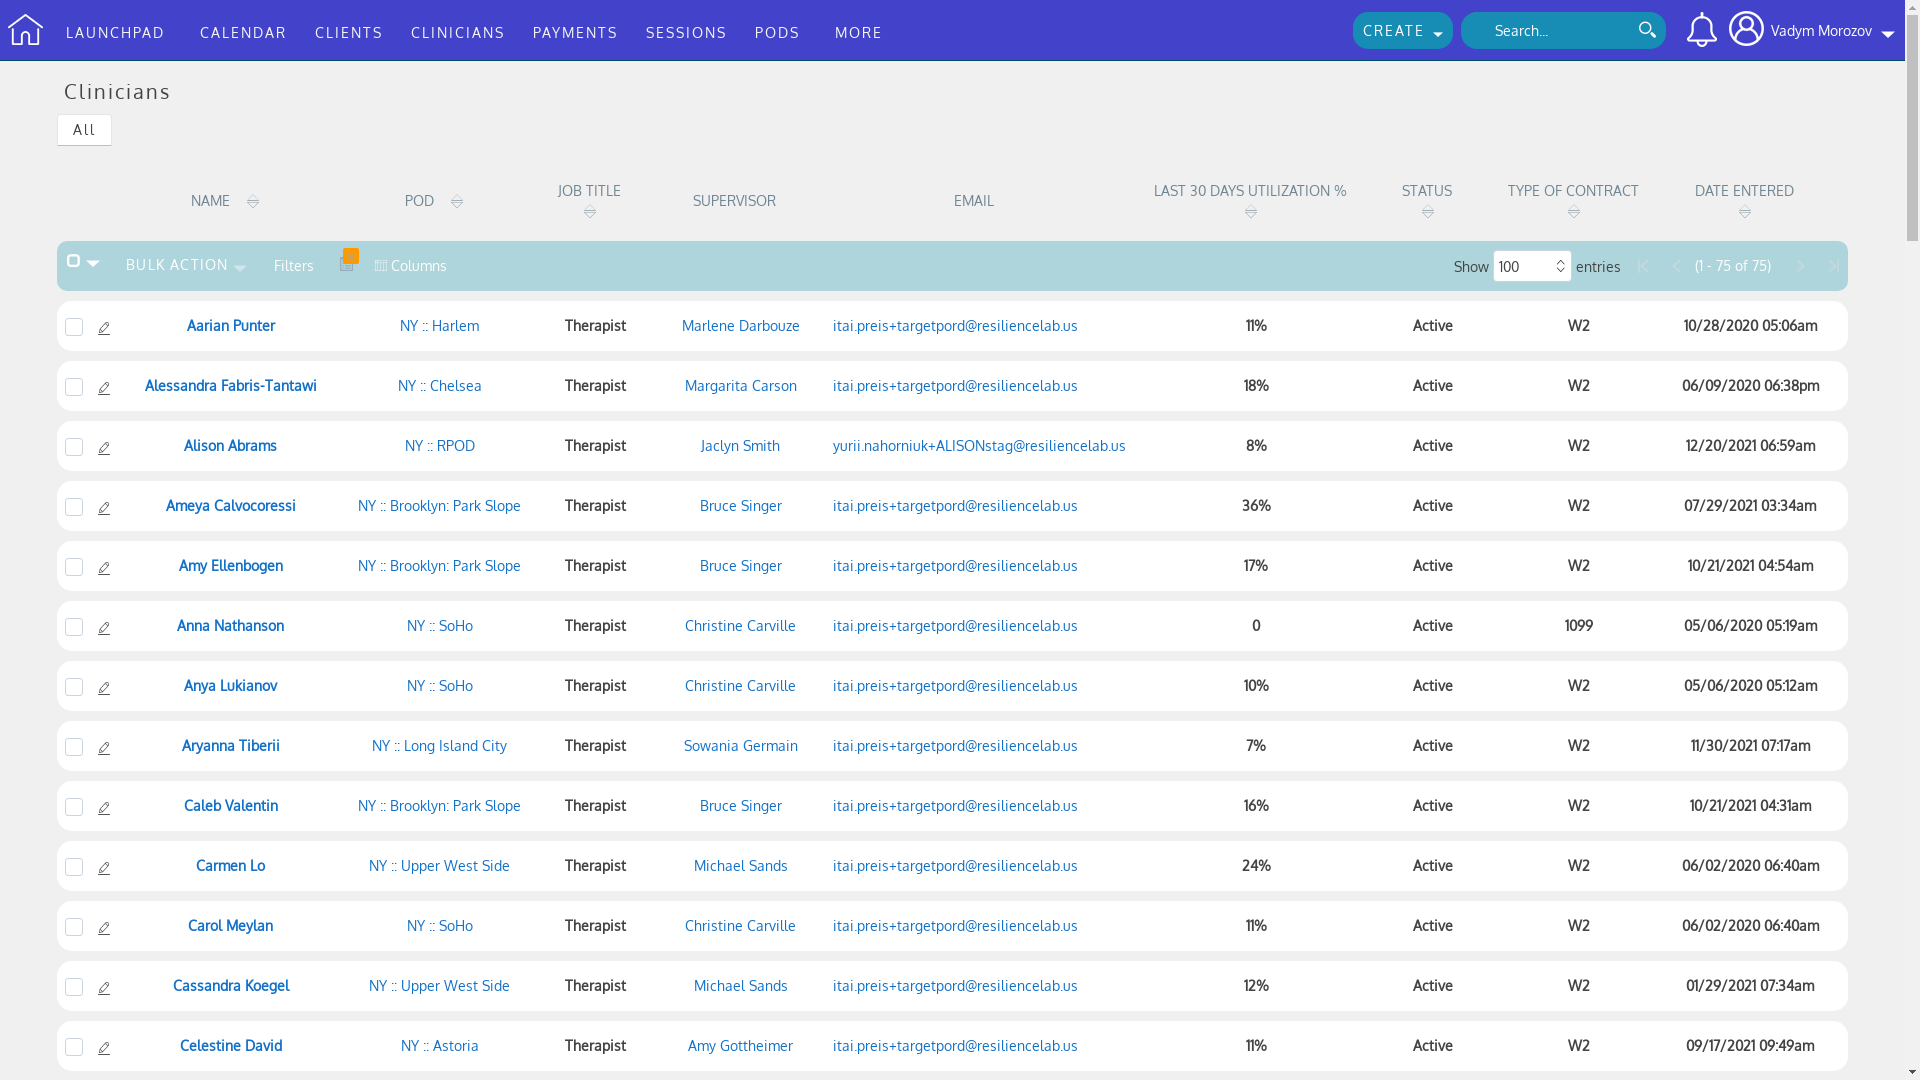 LAUNCHPAD CALENDAR CLIENTS CLINICIANS PAYMENTS SESSIONS PODS MORE CREATE Search... Vadym Morozov
Clinicians
All
NAME POD JOB TITLE SUPERVISOR EMAIL LAST 30 DAYS UTILIZATION % STATUS TYPE OF CONTRACT DATE ENTERED
BULK ACTION Filters Columns Show 100 entries (1 - 75 of 75)
Aarian Punter NY :: Harlem Therapist Marlene Darbouze itai.preis+targetpord@resiliencelab.us 11% Active W2 10/28/2020 05:06am
Alessandra Fabris-Tantawi NY :: Chelsea Therapist Margarita Carson itai.preis+targetpord@resiliencelab.us 18% Active W2 06/09/2020 06:38pm
Alison Abrams NY :: RPOD Therapist Jaclyn Smith yurii.nahorniuk+ALISONstag@resiliencelab.us 8% Active W2 12/20/2021 06:59am
Ameya Calvocoressi NY :: Brooklyn: Park Slope Therapist Bruce Singer itai.preis+targetpord@resiliencelab.us 36% Active W2 07/29/2021 03:34am
Amy Ellenbogen NY :: Brooklyn: Park Slope Therapist Bruce Singer itai.preis+targetpord@resiliencelab.us 17% Active W2 10/21/2021 04:54am
Anna Nathanson NY :: SoHo Therapist Christine Carville itai.preis+targetpord@resiliencelab.us 0 Active 1099 05/06/2020 05:19am
Anya Lukianov NY :: SoHo Therapist Christine Carville itai.preis+targetpord@resiliencelab.us 10% Active W2 05/06/2020 05:12am
Aryanna Tiberii NY :: Long Island City Therapist Sowania Germain itai.preis+targetpord@resiliencelab.us 7% Active W2 11/30/2021 07:17am
Caleb Valentin NY :: Brooklyn: Park Slope Therapist Bruce Singer itai.preis+targetpord@resiliencelab.us 16% Active W2 10/21/2021 04:31am
Carmen Lo NY :: Upper West Side Therapist Michael Sands itai.preis+targetpord@resiliencelab.us 24% Active W2 06/02/2020 06:40am
Carol Meylan NY :: SoHo Therapist Christine Carville itai.preis+targetpord@resiliencelab.us 11% Active W2 06/02/2020 06:40am
Cassandra Koegel NY :: Upper West Side Therapist Michael Sands itai.preis+targetpord@resiliencelab.us 12% Active W2 01/29/2021 07:34am
Celestine David NY :: Astoria Therapist Amy Gottheimer itai.preis+targetpord@resiliencelab.us 11% Active W2 09/17/2021 09:49am